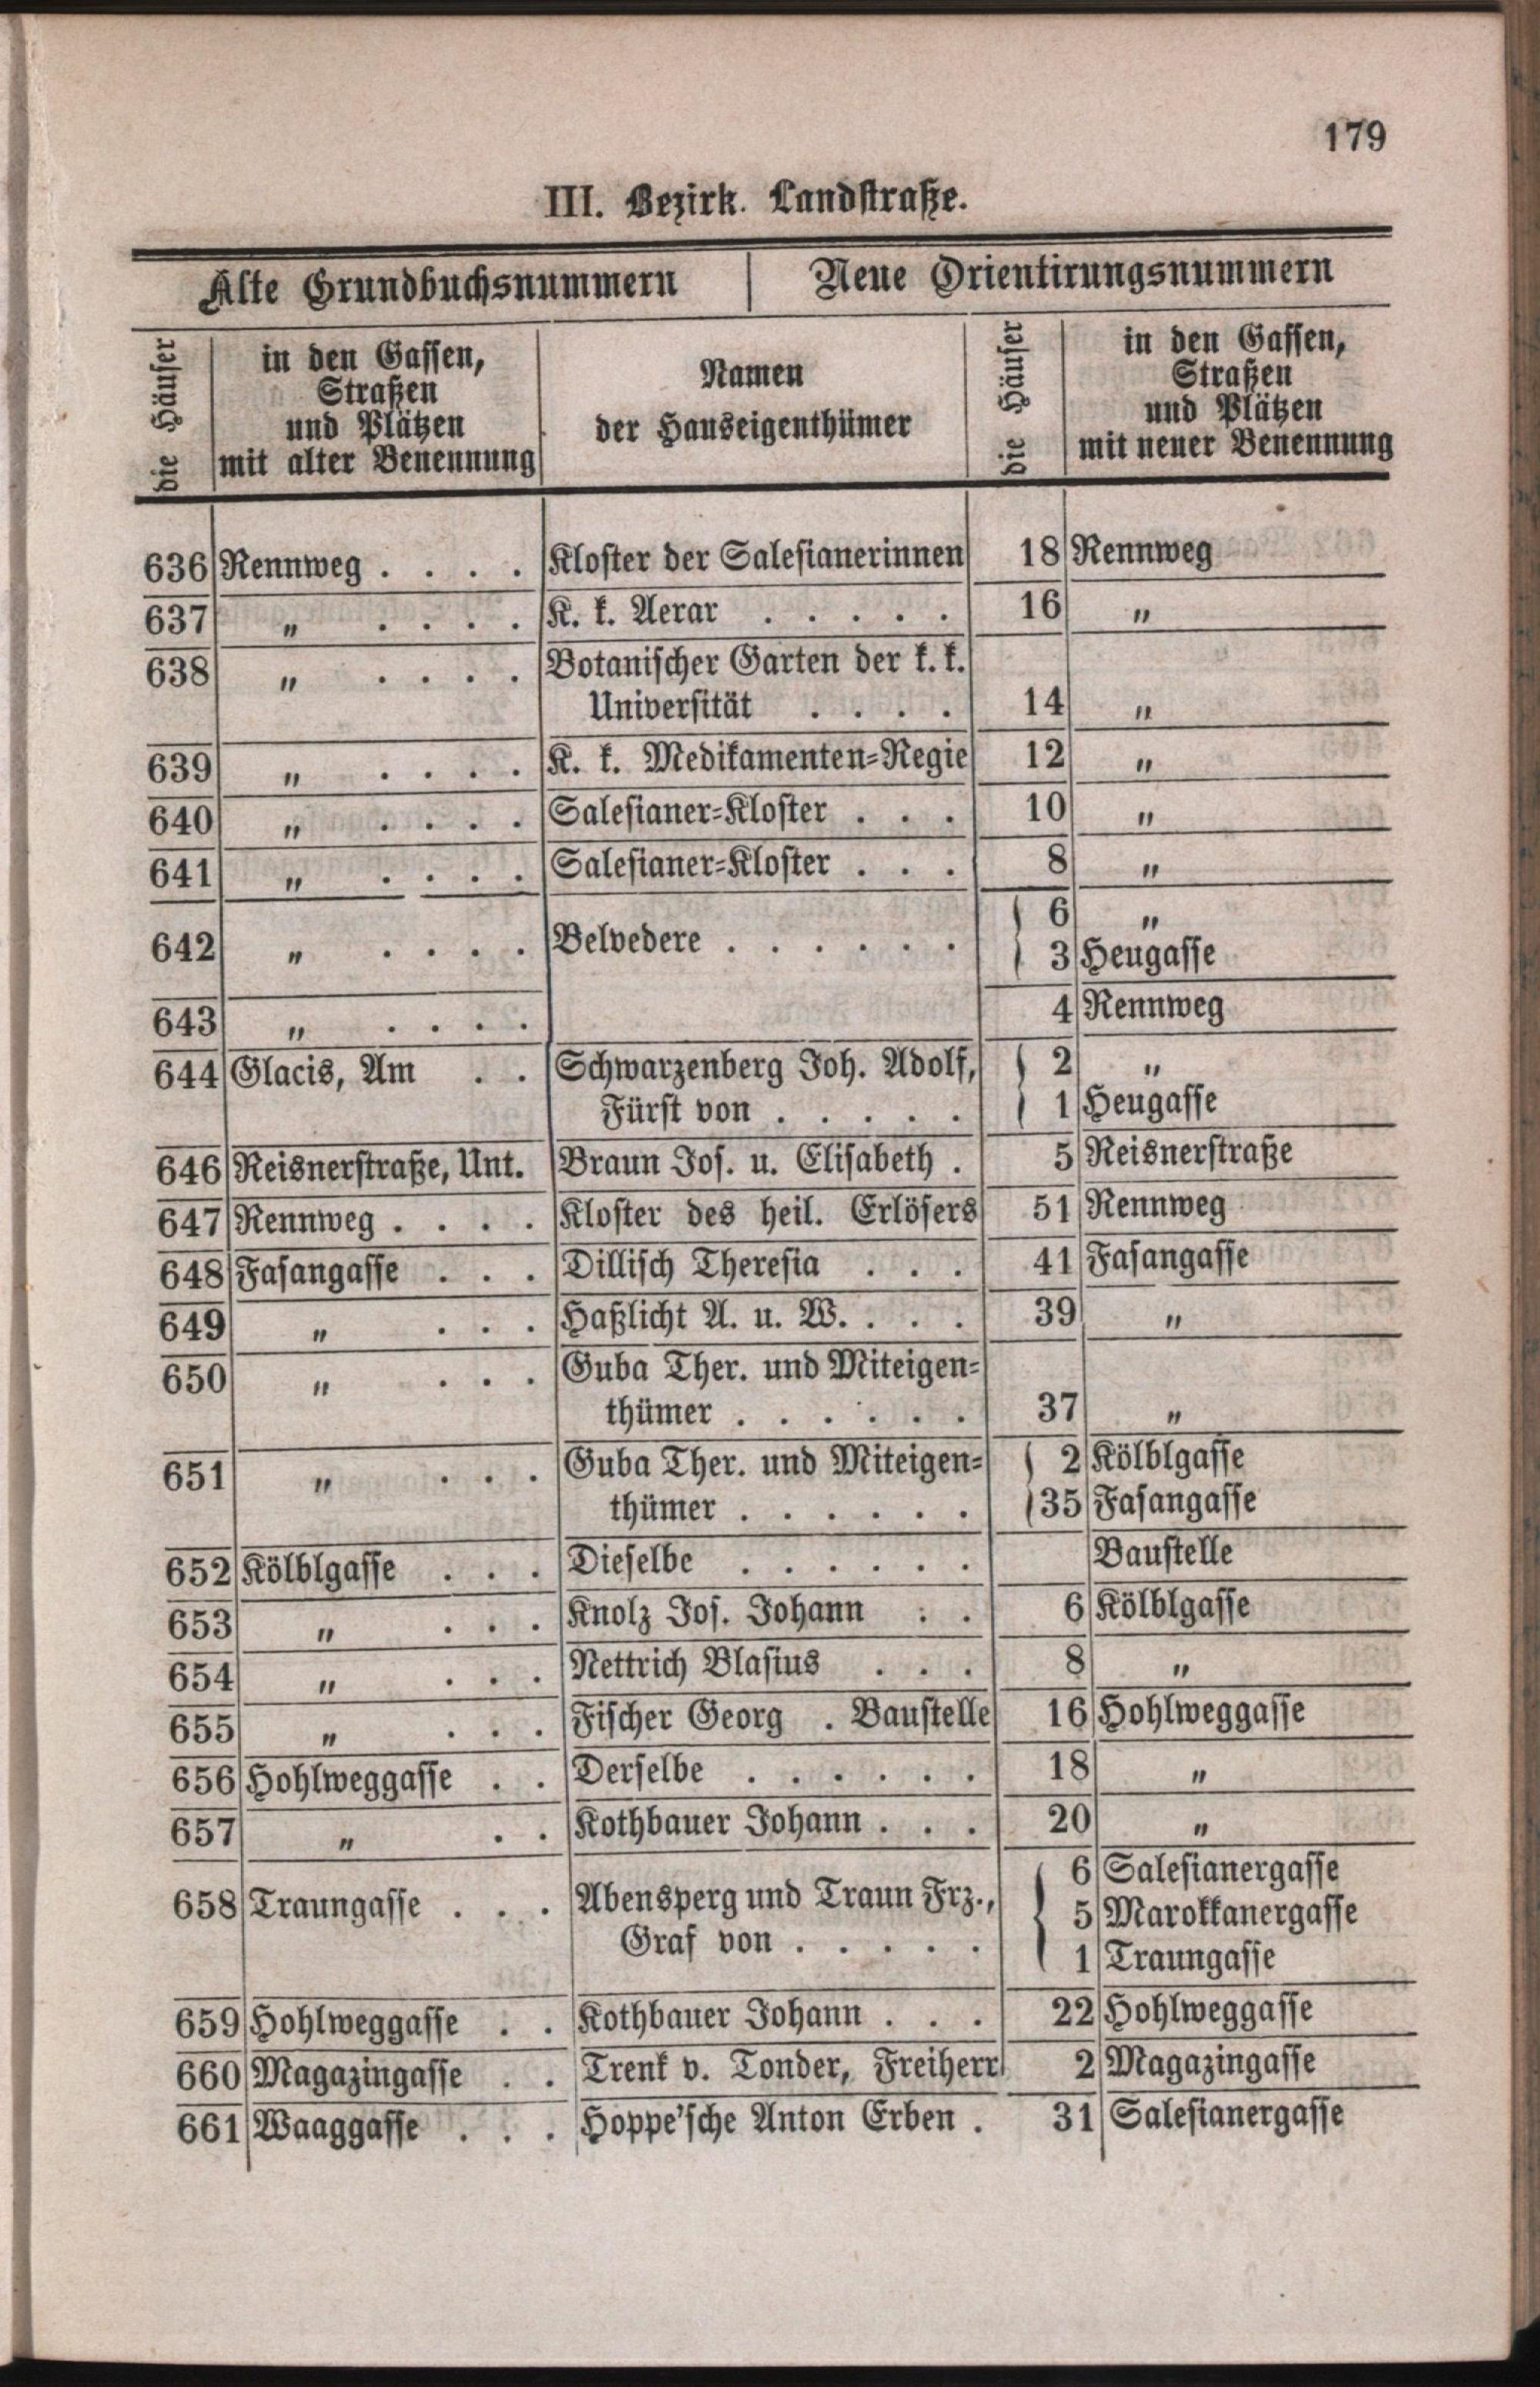 179
III. Bezirk. Landstraße.
Alte Grundbuchsnummern | Neue Orientirungsnummern
die Häuser | in den Gassen, Straßen und Plätzen mit alter Benennung | Namen der Hauseigenthümer | die Häuser | in den Gassen, Straßen und Plätzen mit neuer Benennung
636 Rennweg . . . . Kloster der Salesianerinnen 18 Rennweg
637 „ . . . . K. k. Aerar . . . . . 16 „
638 „ . . . . Botanischer Garten der k. k.
Universität . . . . 14 „
639 „ . . . . K. k. Medikamenten-Regie 12 „
640 „ . . . . Salesianer-Kloster . . . 10 „
641 „ . . . . Salesianer-Kloster . . . 8 „
642 „ . . . . Belvedere . . . . . . { 6 „
3 Heugasse
643 „ . . . . 4 Rennweg
644 Glacis, Am . . Schwarzenberg Joh. Adolf, { 2 „
Fürst von . . . . . 1 Heugasse
646 Reisnerstraße, Unt. Braun Jos. u. Elisabeth . 5 Reisnerstraße
647 Rennweg . . . . Kloster des heil. Erlösers 51 Rennweg
648 Fasangasse . . . Dillisch Theresia . . . 41 Fasangasse
649 „ . . . Haßlicht A. u. W. . . . 39 „
650 „ . . . Guba Ther. und Miteigen-
thümer . . . . . . 37 „
651 „ . . . Guba Ther. und Miteigen- { 2 Kölblgasse
thümer . . . . . . 35 Fasangasse
652 Kölblgasse . . . Dieselbe . . . . . . Baustelle
653 „ . . . Knolz Jos. Johann . . 6 Kölblgasse
654 „ . . . Nettrich Blasius . . . 8 „
655 „ . . . Fischer Georg . Baustelle 16 Hohlweggasse
656 Hohlweggasse . . Derselbe . . . . . . 18 „
657 „ . . Kothbauer Johann . . . 20 „
658 Traungasse . . . Abensperg und Traun Frz., { 6 Salesianergasse
Graf von . . . . . 5 Marokkanergasse
1 Traungasse
659 Hohlweggasse . . Kothbauer Johann . . . 22 Hohlweggasse
660 Magazingasse . . Trenk v. Tonder, Freiherr 2 Magazingasse
661 Waaggasse . . . Hoppe'sche Anton Erben . 31 Salesianergasse